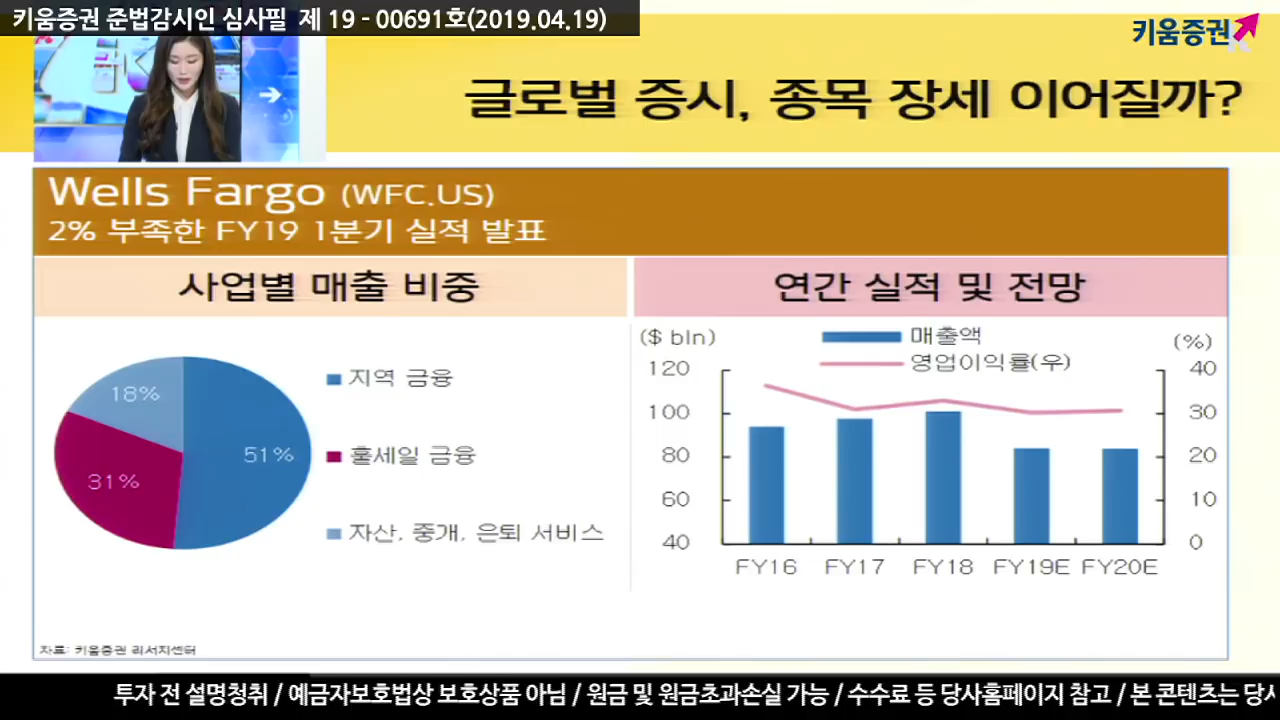 키움증권 준법감시인 심사필 제 19 - 00691호(2019.04.19)
키움증권
글로벌 증시, 종목 장세 이어질까?
Wells Fargo (WFC.US)
2% 부족한 FY19 1분기 실적 발표
사업별 매출 비중
연간 실적 및 전망
18%
51%
31%
지역 금융
홀세일 금융
자산, 중개, 은퇴 서비스
($ bln)
매출액
영업이익률(우)
(%)
120
100
80
60
40
40
30
20
10
0
FY16 FY17 FY18 FY19E FY20E
자료: 키움증권 리서치센터
투자 전 설명청취 / 예금자보호법상 보호상품 아님 / 원금 및 원금초과손실 가능 / 수수료 등 당사홈페이지 참고 / 본 콘텐츠는 당사